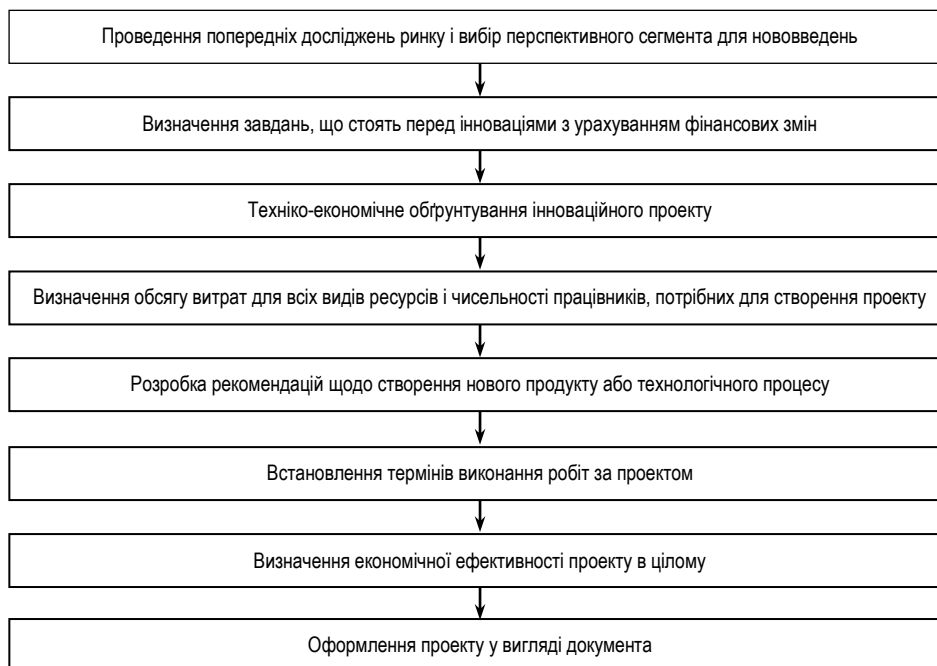 Проведення попередніх досліджень ринку і вибір перспективного сегмента для нововведень
Визначення завдань, що стоять перед інноваціями з урахуванням фінансових змін
Техніко-економічне обґрунтування інноваційного проекту
Визначення обсягу витрат для всіх видів ресурсів і чисельності працівників, потрібних для створення проекту
Розробка рекомендацій щодо створення нового продукту або технологічного процесу
Встановлення термінів виконання робіт за проектом
Визначення економічної ефективності проекту в цілому
Оформлення проекту у вигляді документа